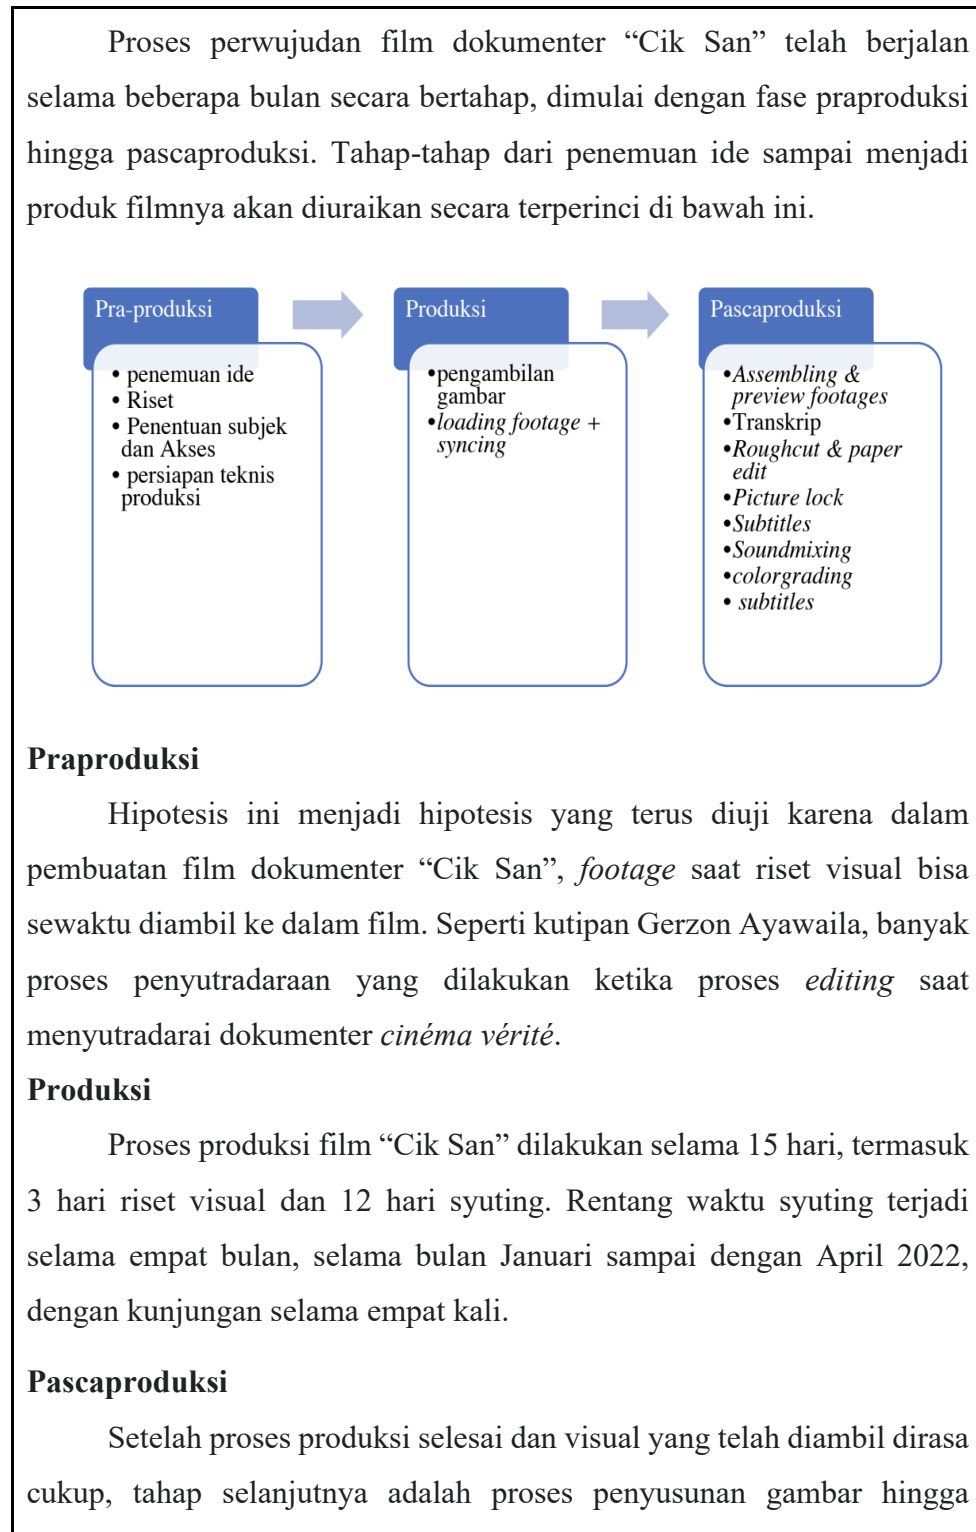 Proses perwujudan film dokumenter “Cik San” telah berjalan
selama beberapa bulan secara bertahap, dimulai dengan fase praproduksi
hingga pascaproduksi. Tahap-tahap dari penemuan ide sampai menjadi
produk filmnya akan diuraikan secara terperinci di bawah ini.
Pra-produksi
• penemuan ide
• Riset
• Penentuan subjek
dan Akses
• persiapan teknis
produksi
Produksi
•pengambilan
gambar
•loading footage +
syncing
Pascaproduksi
•Assembling &
preview footages
•Transkrip
•Roughcut & paper
edit
•Picture lock
•Subtitles
•Soundmixing
•colorgrading
• subtitles
Praproduksi
Hipotesis ini menjadi hipotesis yang terus diuji karena dalam
pembuatan film dokumenter “Cik San”, footage saat riset visual bisa
sewaktu diambil ke dalam film. Seperti kutipan Gerzon Ayawaila, banyak
proses penyutradaraan yang dilakukan ketika proses editing saat
menyutradarai dokumenter cinéma vérité.
Produksi
Proses produksi film “Cik San” dilakukan selama 15 hari, termasuk
3 hari riset visual dan 12 hari syuting. Rentang waktu syuting terjadi
selama empat bulan, selama bulan Januari sampai dengan April 2022,
dengan kunjungan selama empat kali.
Pascaproduksi
Setelah proses produksi selesai dan visual yang telah diambil dirasa
cukup, tahap selanjutnya adalah proses penyusunan gambar hingga